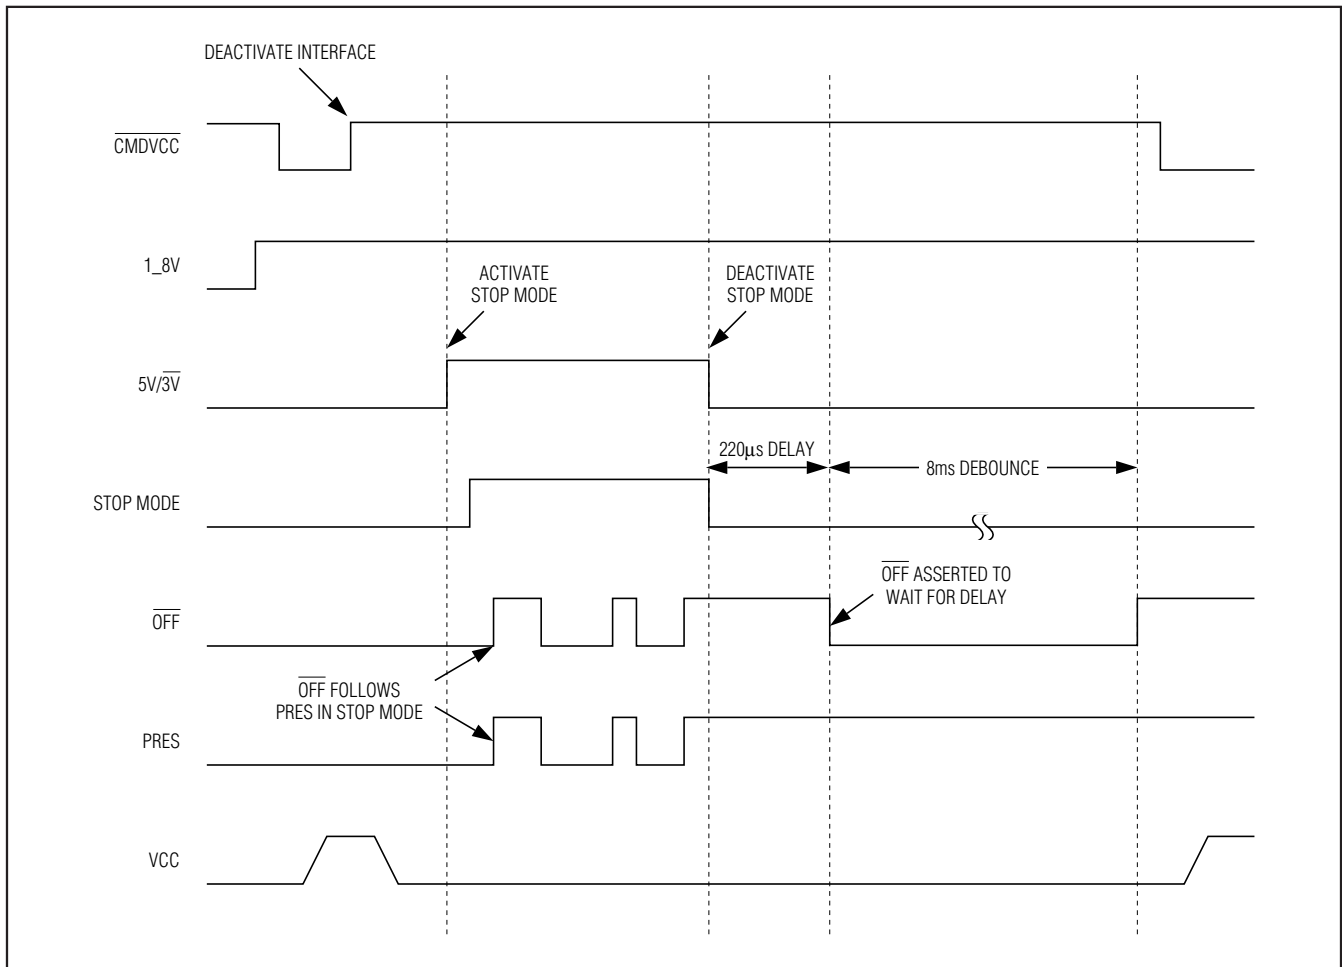 DEACTIVATE INTERFACE
CMDVCC
1_8V
ACTIVATE
STOP MODE
DEACTIVATE
STOP MODE
5V/3V
220µs DELAY
8ms DEBOUNCE
STOP MODE
OFF ASSERTED TO
WAIT FOR DELAY
OFF
OFF FOLLOWS
PRES IN STOP MODE
PRES
VCC